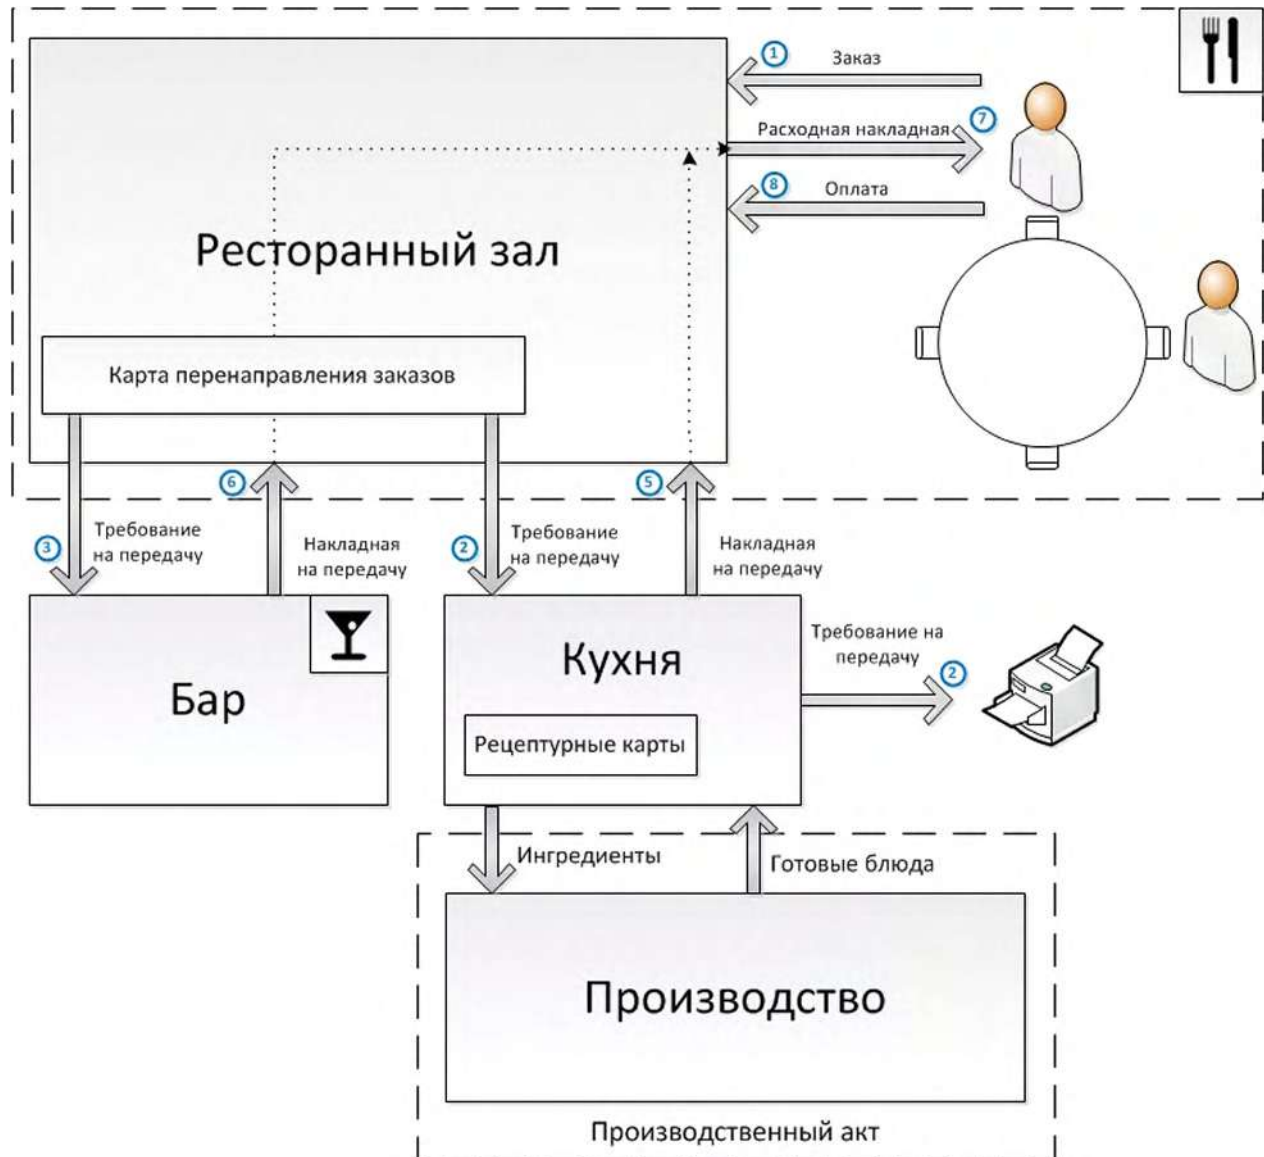 1
Заказ
Расходная накладная
7
8
Оплата
Ресторанный зал
Карта перенаправления заказов
6
5
3
Требование
на передачу
Накладная
на передачу
2
Требование
на передачу
Накладная
на передачу
Бар
Кухня
Рецептурные карты
Требование на
передачу
2
Ингредиенты
Готовые блюда
Производство
Производственный акт